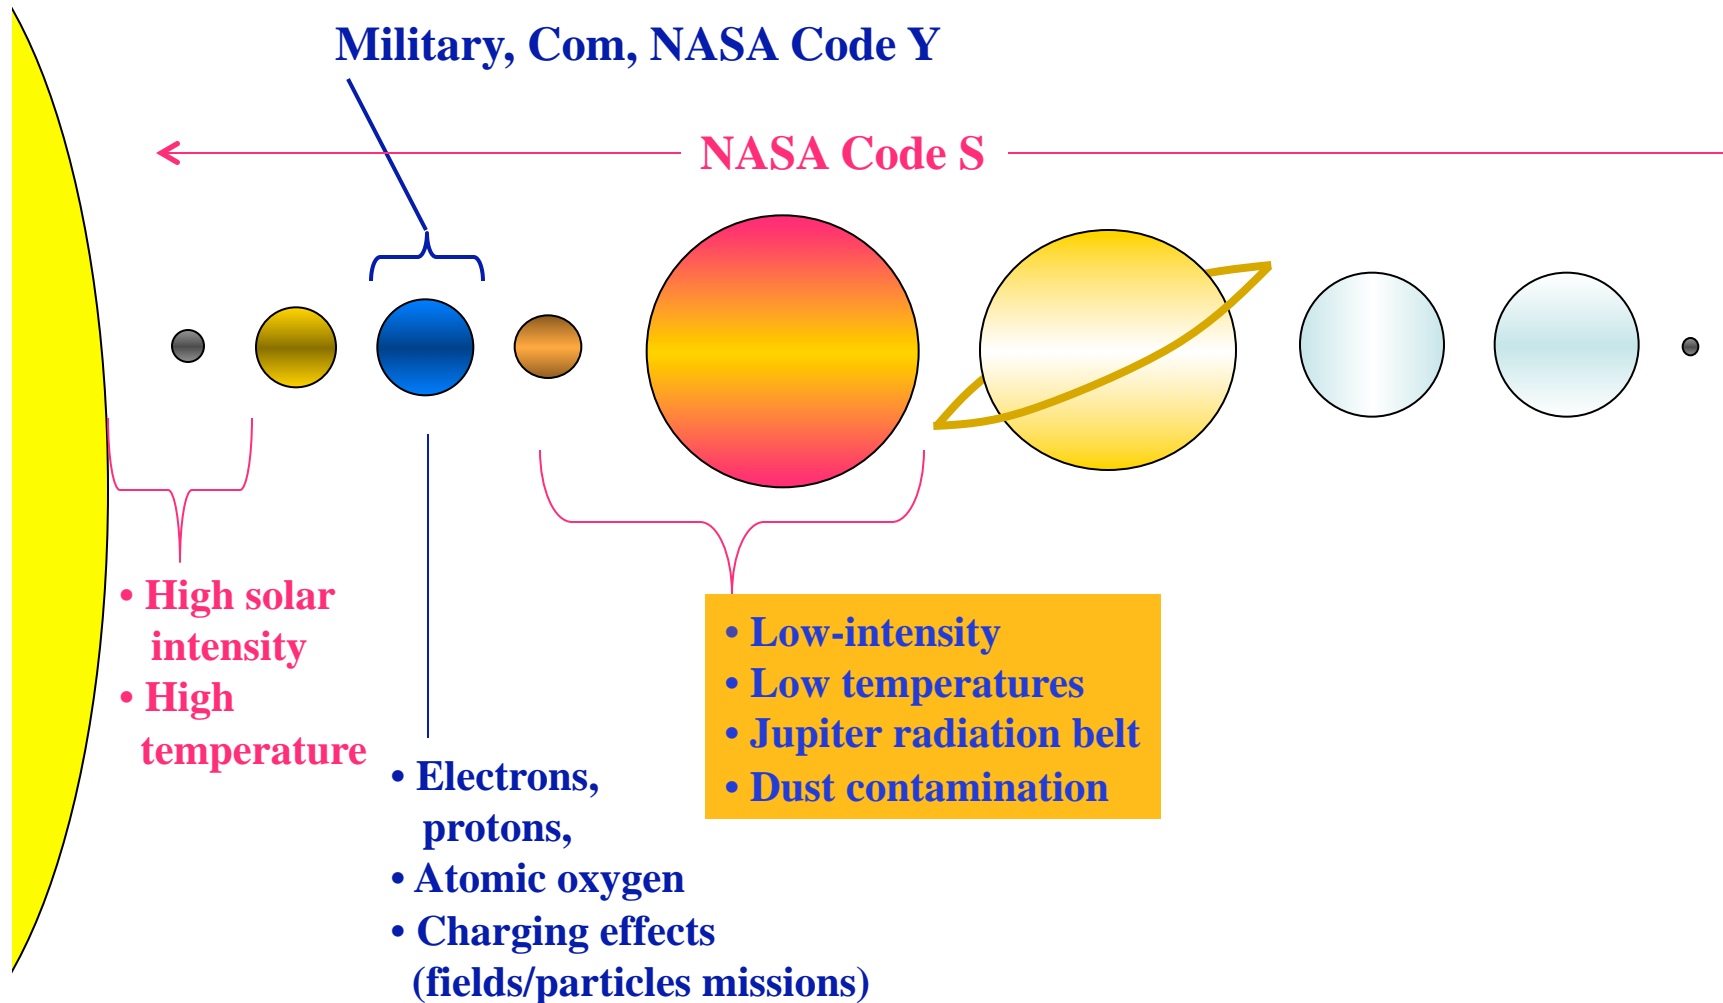 Military, Com, NASA Code Y
NASA Code S
• High solar
intensity
• High
temperature
• Electrons,
protons,
• Atomic oxygen
• Charging effects
(fields/particles missions)
• Low-intensity
• Low temperatures
• Jupiter radiation belt
• Dust contamination